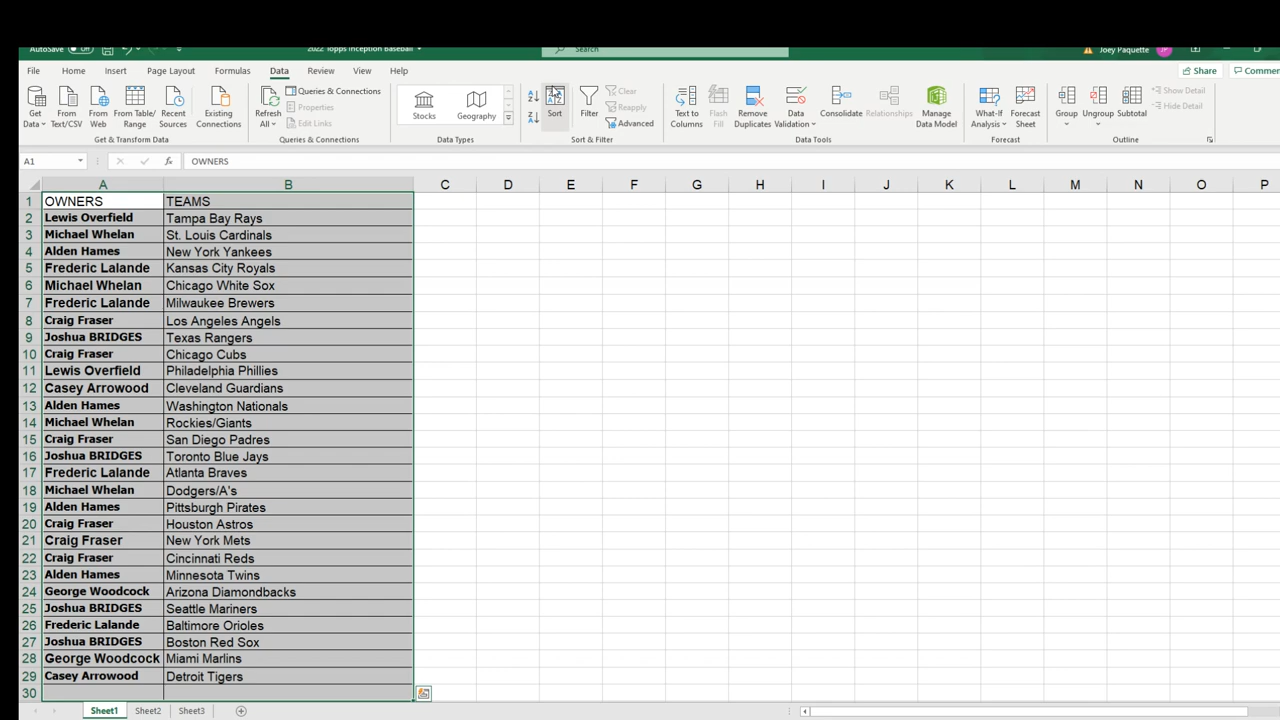 AutoSave Off 2022 Topps Inception Baseball Search Joey Paquette JP
File Home Insert Page Layout Formulas Data Review View Help Share Comments
Get Data From Text/CSV From Web From Table/Range Recent Sources Existing Connections
Get & Transform Data
Refresh All Queries & Connections Properties Edit Links
Queries & Connections
Stocks Geography
Data Types
Sort Filter Clear Reapply Advanced
Sort & Filter
Text to Columns Flash Fill Remove Duplicates Data Validation Consolidate Relationships Manage Data Model
Data Tools
What-If Analysis Forecast Sheet
Forecast
Group Ungroup Subtotal Show Detail Hide Detail
Outline
A1 fx OWNERS
A B C D E F G H I J K L M N O P
1 OWNERS TEAMS
2 Lewis Overfield Tampa Bay Rays
3 Michael Whelan St. Louis Cardinals
4 Alden Hames New York Yankees
5 Frederic Lalande Kansas City Royals
6 Michael Whelan Chicago White Sox
7 Frederic Lalande Milwaukee Brewers
8 Craig Fraser Los Angeles Angels
9 Joshua BRIDGES Texas Rangers
10 Craig Fraser Chicago Cubs
11 Lewis Overfield Philadelphia Phillies
12 Casey Arrowood Cleveland Guardians
13 Alden Hames Washington Nationals
14 Michael Whelan Rockies/Giants
15 Craig Fraser San Diego Padres
16 Joshua BRIDGES Toronto Blue Jays
17 Frederic Lalande Atlanta Braves
18 Michael Whelan Dodgers/A's
19 Alden Hames Pittsburgh Pirates
20 Craig Fraser Houston Astros
21 Craig Fraser New York Mets
22 Craig Fraser Cincinnati Reds
23 Alden Hames Minnesota Twins
24 George Woodcock Arizona Diamondbacks
25 Joshua BRIDGES Seattle Mariners
26 Frederic Lalande Baltimore Orioles
27 Joshua BRIDGES Boston Red Sox
28 George Woodcock Miami Marlins
29 Casey Arrowood Detroit Tigers
30
Sheet1 Sheet2 Sheet3